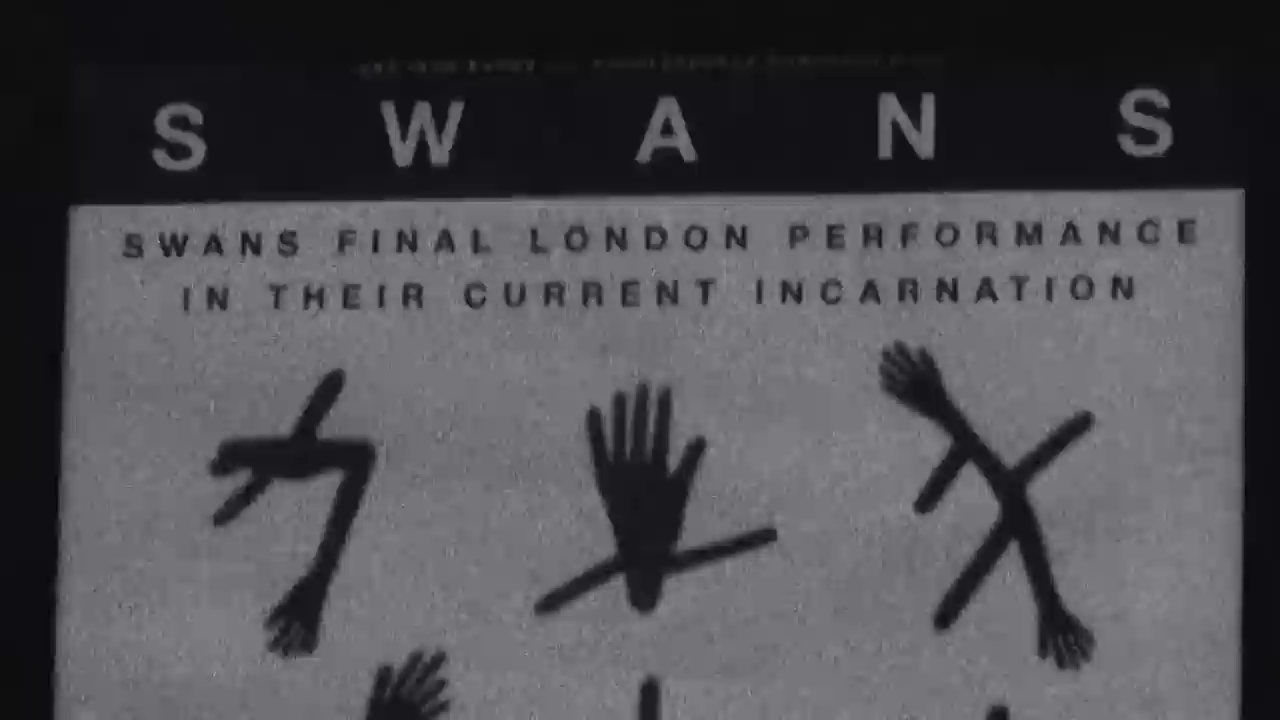 S W A N S
SWANS FINAL LONDON PERFORMANCE
IN THEIR CURRENT INCARNATION